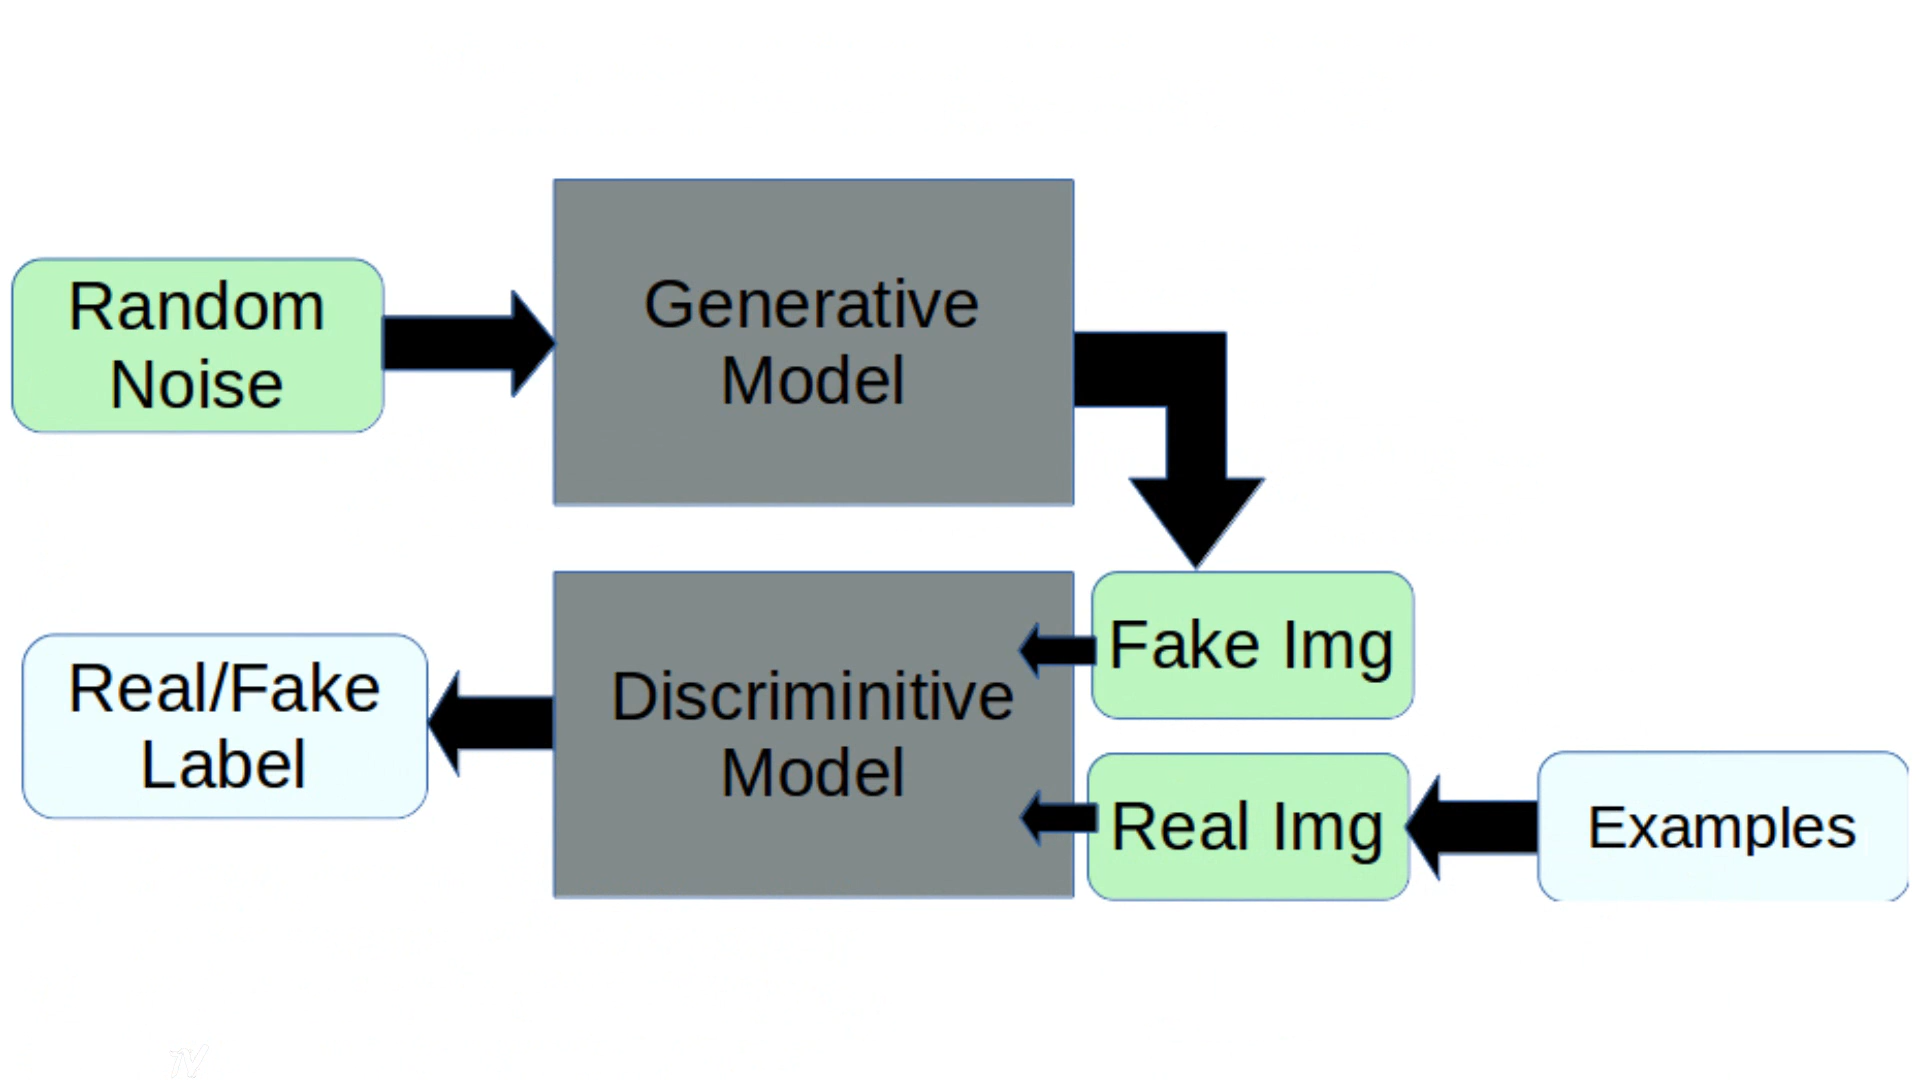 Random
Noise
Generative
Model
Fake Img
Discriminitive
Model
Real/Fake
Label
Real Img
Examples